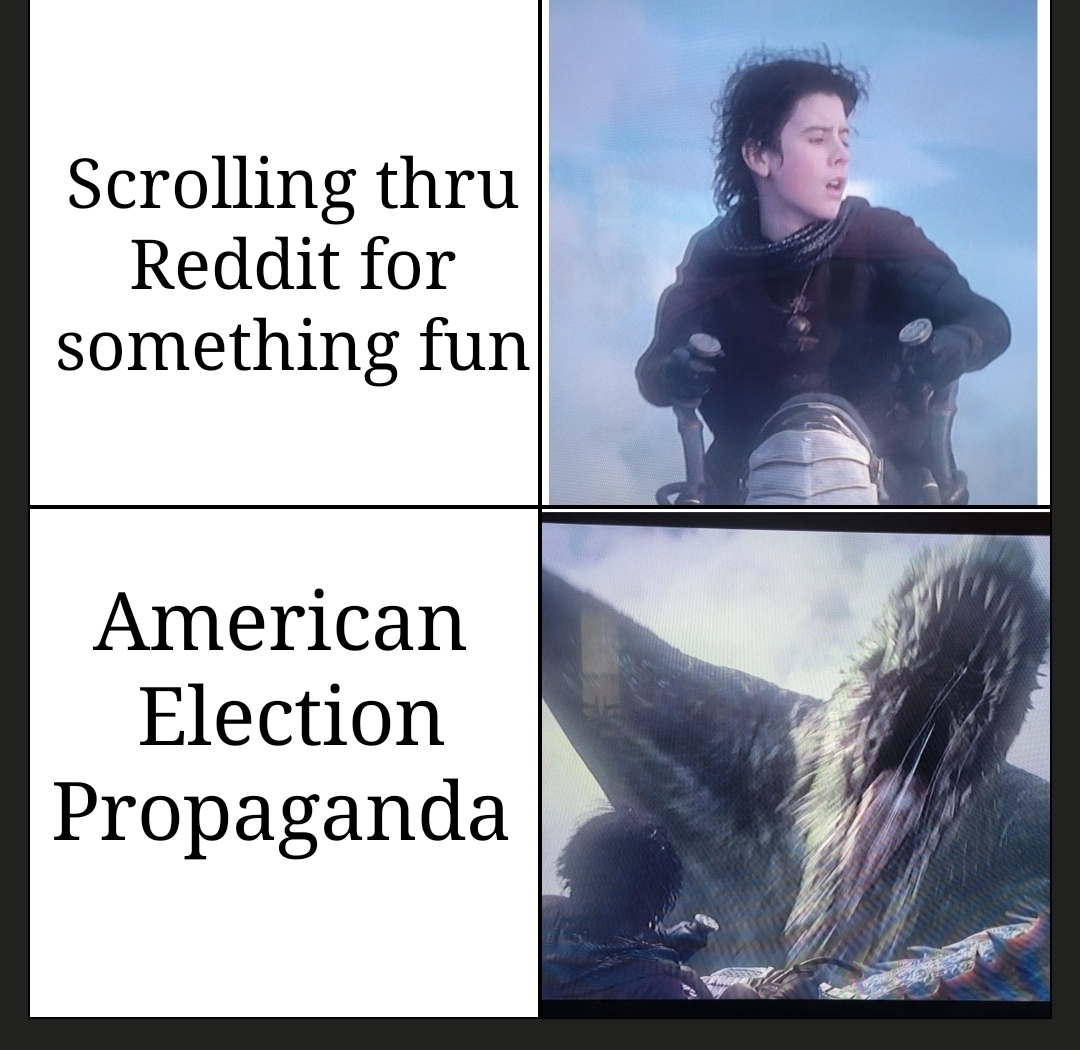 Scrolling thru
Reddit for
something fun
American
Election
Propaganda